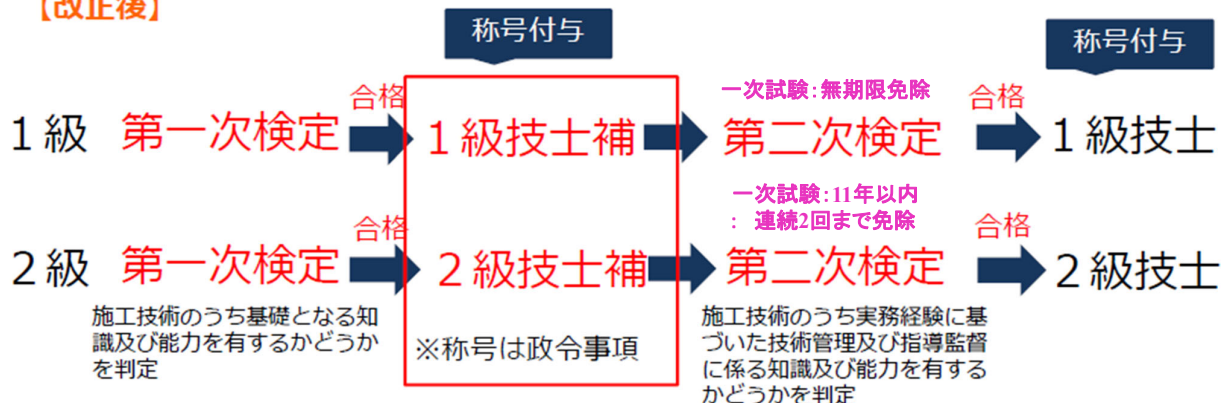 【改正後】
称号付与
称号付与
一次試験:無期限免除
合格
合格
1級 第一次検定 1級技士補 第二次検定 1級技士
一次試験:11年以内
: 連続2回まで免除
合格
合格
2級 第一次検定 2級技士補 第二次検定 2級技士
施工技術のうち基礎となる知
識及び能力を有するかどうか
を判定
※称号は政令事項
施工技術のうち実務経験に基
づいた技術管理及び指導監督
に係る知識及び能力を有する
かどうかを判定